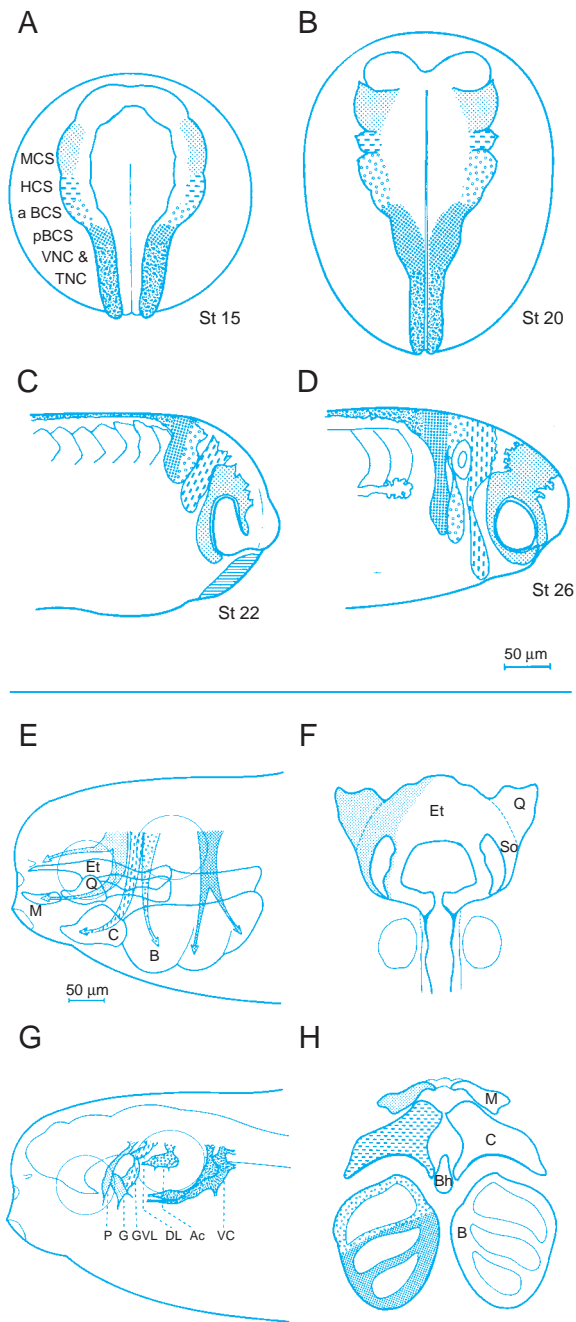 A
B
MCS
HCS
a BCS
pBCS
VNC &
TNC
St 15
St 20
C
D
St 22
St 26
50 µm
E
F
Et
Q
M
C
B
50 µm
Et
Q
So
G
H
P G GVL DL Ac VC
M
C
Bh
B